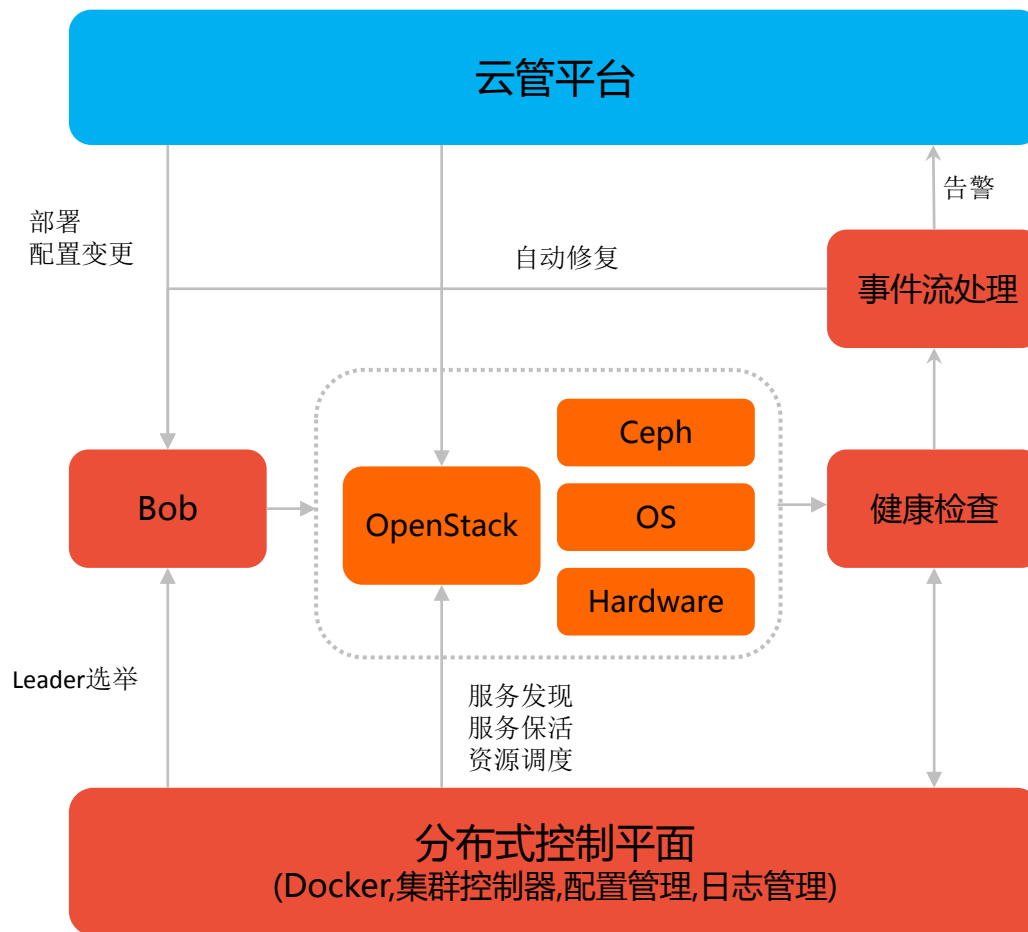 云管平台
告警
部署
配置变更
自动修复
事件流处理
Ceph
Bob
OpenStack
OS
健康检查
Hardware
Leader选举
服务发现
服务保活
资源调度
分布式控制平面
(Docker,集群控制器,配置管理,日志管理)